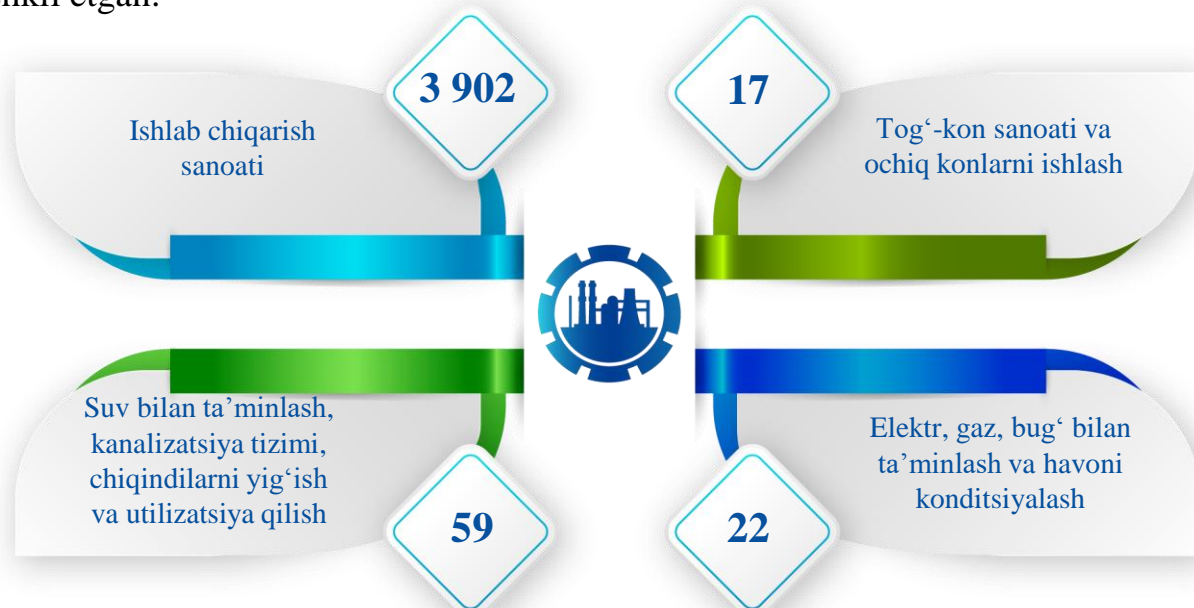 etgan.
3 902
Ishlab chiqarish
sanoati
17
Tog‘-kon sanoati va
ochiq konlarni ishlash
Suv bilan ta’minlash,
kanalizatsiya tizimi,
chiqindilarni yig‘ish
va utilizatsiya qilish
59
Elektr, gaz, bug‘ bilan
ta’minlash va havoni
konditsiyalash
22